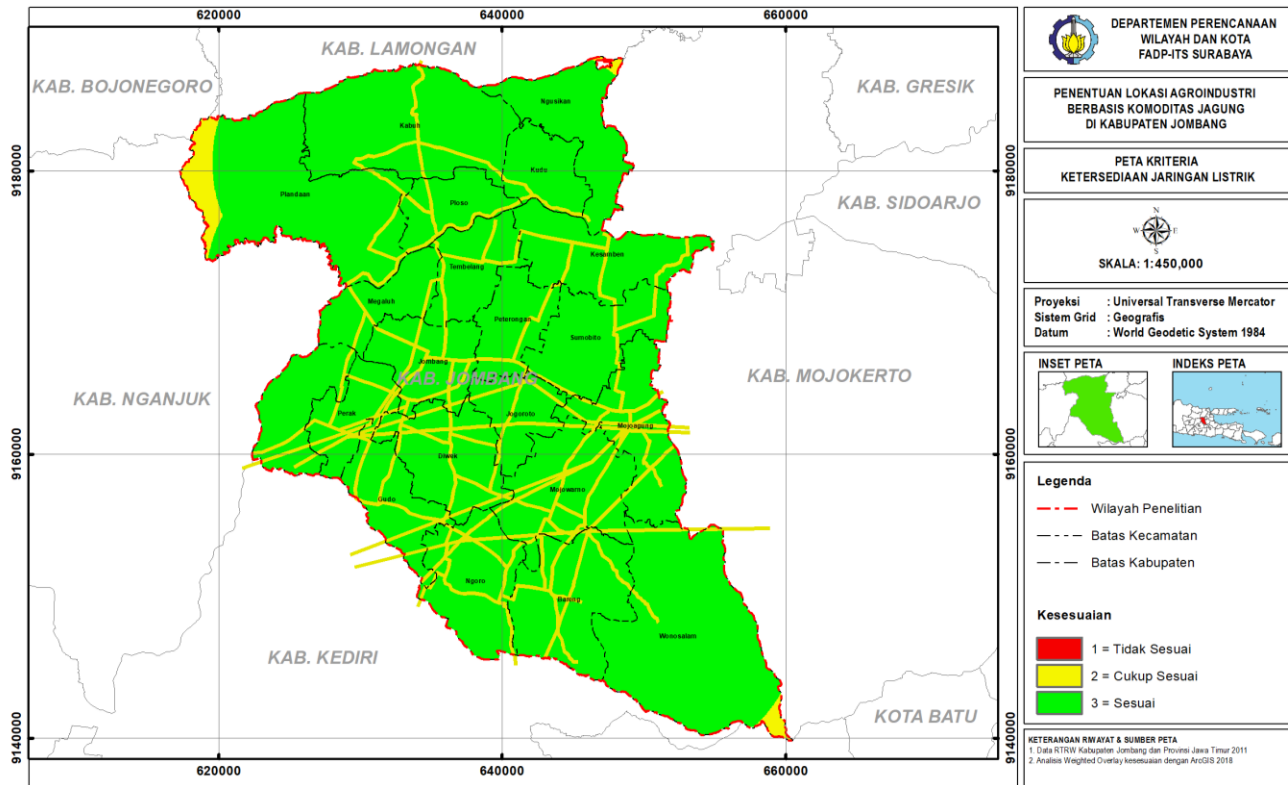 620000
640000
660000
KAB. LAMONGAN
KAB. BOJONEGORO
KAB. GRESIK
Ngusikan
Kabuh
Kudu
9180000
9180000
Plandaan
Ploso
KAB. SIDOARJO
Kesamben
Tembelang
Megaluh
Peterongan
Sumobito
Jombang
KAB. JOMBANG
KAB. NGANJUK
KAB. MOJOKERTO
Perak
Jogoroto
Mojoagung
9160000
9160000
Diwek
Gudo
Mojowarno
Ngoro
Bareng
Wonosalam
KAB. KEDIRI
KOTA BATU
9140000
9140000
620000
640000
660000
DEPARTEMEN PERENCANAAN
WILAYAH DAN KOTA
FADP-ITS SURABAYA
PENENTUAN LOKASI AGROINDUSTRI
BERBASIS KOMODITAS JAGUNG
DI KABUPATEN JOMBANG
PETA KRITERIA
KETERSEDIAAN JARINGAN LISTRIK
N
W E
S
SKALA: 1:450,000
Proyeksi : Universal Transverse Mercator
Sistem Grid : Geografis
Datum : World Geodetic System 1984
INSET PETA
INDEKS PETA
Legenda
Wilayah Penelitian
Batas Kecamatan
Batas Kabupaten
Kesesuaian
1 = Tidak Sesuai
2 = Cukup Sesuai
3 = Sesuai
KETERANGAN RIWAYAT & SUMBER PETA
1. Data RTRW Kabupaten Jombang dan Provinsi Jawa Timur 2011
2. Analisis Weighted Overlay kesesuaian dengan ArcGIS 2018